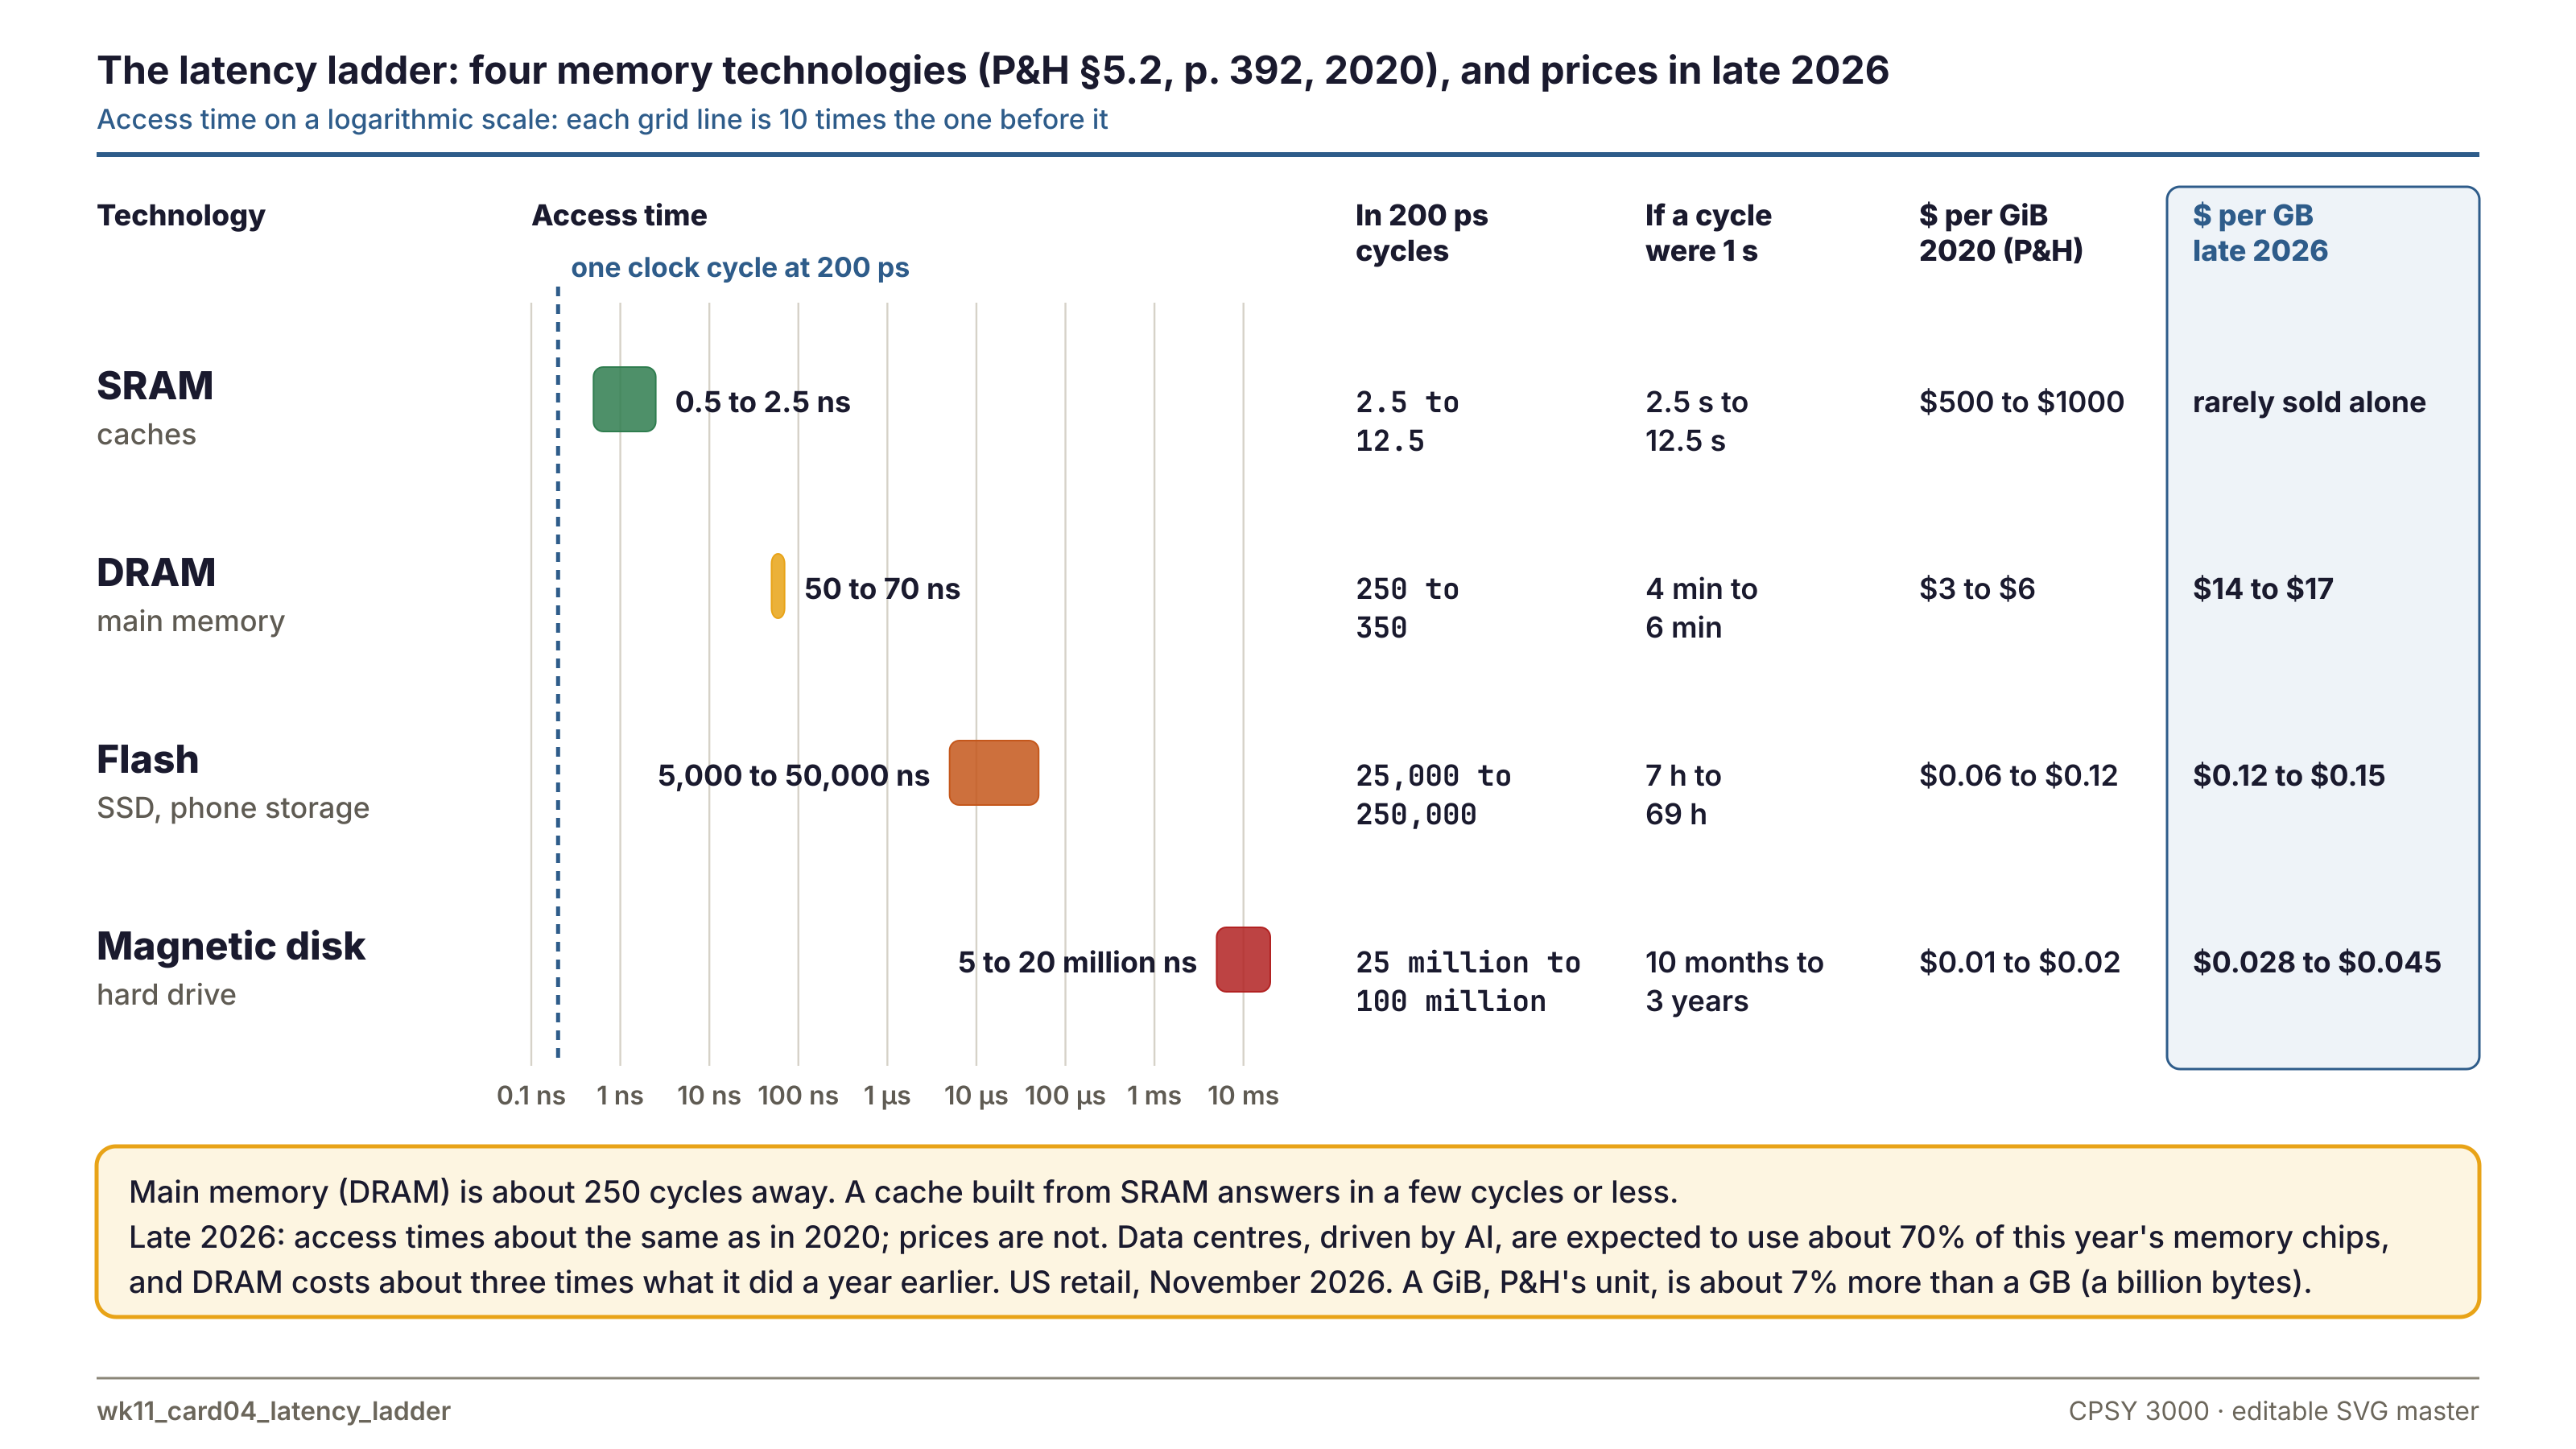 The latency ladder: four memory technologies (P&H §5.2, p. 392, 2020), and prices in late 2026
Access time on a logarithmic scale: each grid line is 10 times the one before it
Technology
Access time
In 200 ps
cycles
If a cycle
were 1 s
$ per GiB
2020 (P&H)
$ per GB
late 2026
one clock cycle at 200 ps
SRAM
caches
0.5 to 2.5 ns
2.5 to
12.5
2.5 s to
12.5 s
$500 to $1000
rarely sold alone
DRAM
main memory
50 to 70 ns
250 to
350
4 min to
6 min
$3 to $6
$14 to $17
Flash
SSD, phone storage
5,000 to 50,000 ns
25,000 to
250,000
7 h to
69 h
$0.06 to $0.12
$0.12 to $0.15
Magnetic disk
hard drive
5 to 20 million ns
25 million to
100 million
10 months to
3 years
$0.01 to $0.02
$0.028 to $0.045
0.1 ns 1 ns 10 ns 100 ns 1 µs 10 µs 100 µs 1 ms 10 ms
Main memory (DRAM) is about 250 cycles away. A cache built from SRAM answers in a few cycles or less.
Late 2026: access times about the same as in 2020; prices are not. Data centres, driven by AI, are expected to use about 70% of this year's memory chips,
and DRAM costs about three times what it did a year earlier. US retail, November 2026. A GiB, P&H's unit, is about 7% more than a GB (a billion bytes).
wk11_card04_latency_ladder
CPSY 3000 · editable SVG master